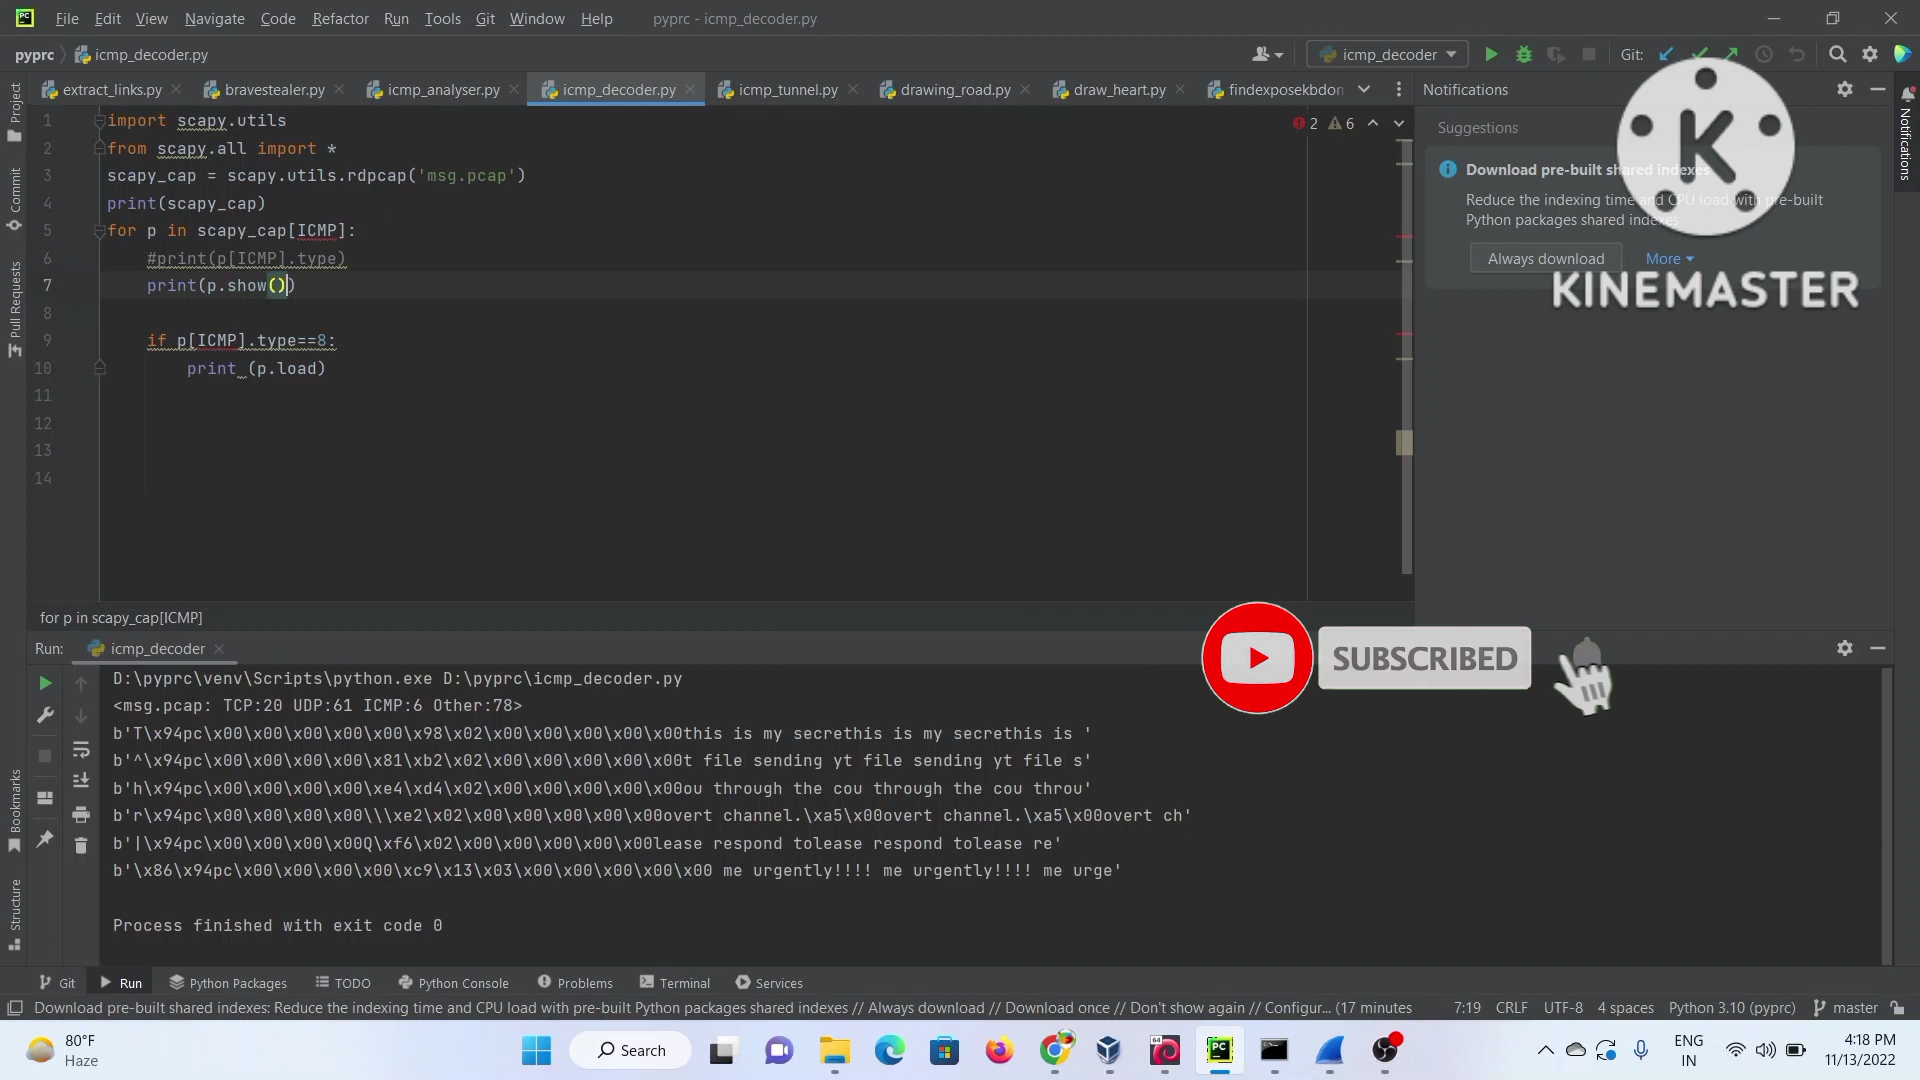 File Edit View Navigate Code Refactor Run Tools Git Window Help pyprc - icmp_decoder.py
pyprc icmp_decoder.py icmp_decoder Git:
extract_links.py bravestealer.py icmp_analyser.py icmp_decoder.py icmp_tunnel.py drawing_road.py draw_heart.py findexposekbdon Notifications
1 import scapy.utils
2 from scapy.all import *
3 scapy_cap = scapy.utils.rdpcap('msg.pcap')
4 print(scapy_cap)
5 for p in scapy_cap[ICMP]:
6 #print(p[ICMP].type)
7 print(p.show())
8
9 if p[ICMP].type==8:
10 print (p.load)
11
12
13
14
2 6
Suggestions
Download pre-built shared indexes
Reduce the indexing time and CPU load with pre-built
Python packages shared indexes
Always download More
K
KINEMASTER
Project
Commit
Pull Requests
Bookmarks
Structure
Notifications
for p in scapy_cap[ICMP]
Run: icmp_decoder
SUBSCRIBED
D:\pyprc\venv\Scripts\python.exe D:\pyprc\icmp_decoder.py
<msg.pcap: TCP:20 UDP:61 ICMP:6 Other:78>
b'T\x94pc\x00\x00\x00\x00\x00\x98\x02\x00\x00\x00\x00\x00this is my secrethis is my secrethis is '
b'^\x94pc\x00\x00\x00\x00\x81\xb2\x02\x00\x00\x00\x00\x00t file sending yt file sending yt file s'
b'h\x94pc\x00\x00\x00\x00\xe4\xd4\x02\x00\x00\x00\x00\x00ou through the cou through the cou throu'
b'r\x94pc\x00\x00\x00\x00\\\xe2\x02\x00\x00\x00\x00\x00overt channel.\xa5\x00overt channel.\xa5\x00overt ch'
b'|\x94pc\x00\x00\x00\x00Q\xf6\x02\x00\x00\x00\x00\x00lease respond tolease respond tolease re'
b'\x86\x94pc\x00\x00\x00\x00\xc9\x13\x03\x00\x00\x00\x00\x00 me urgently!!!! me urgently!!!! me urge'
Process finished with exit code 0
Git Run Python Packages TODO Python Console Problems Terminal Services
Download pre-built shared indexes: Reduce the indexing time and CPU load with pre-built Python packages shared indexes // Always download // Download once // Don't show again // Configur... (17 minutes 7:19 CRLF UTF-8 4 spaces Python 3.10 (pyprc) master
80°F
Haze
Search
64
PC
ENG
IN
4:18 PM
11/13/2022